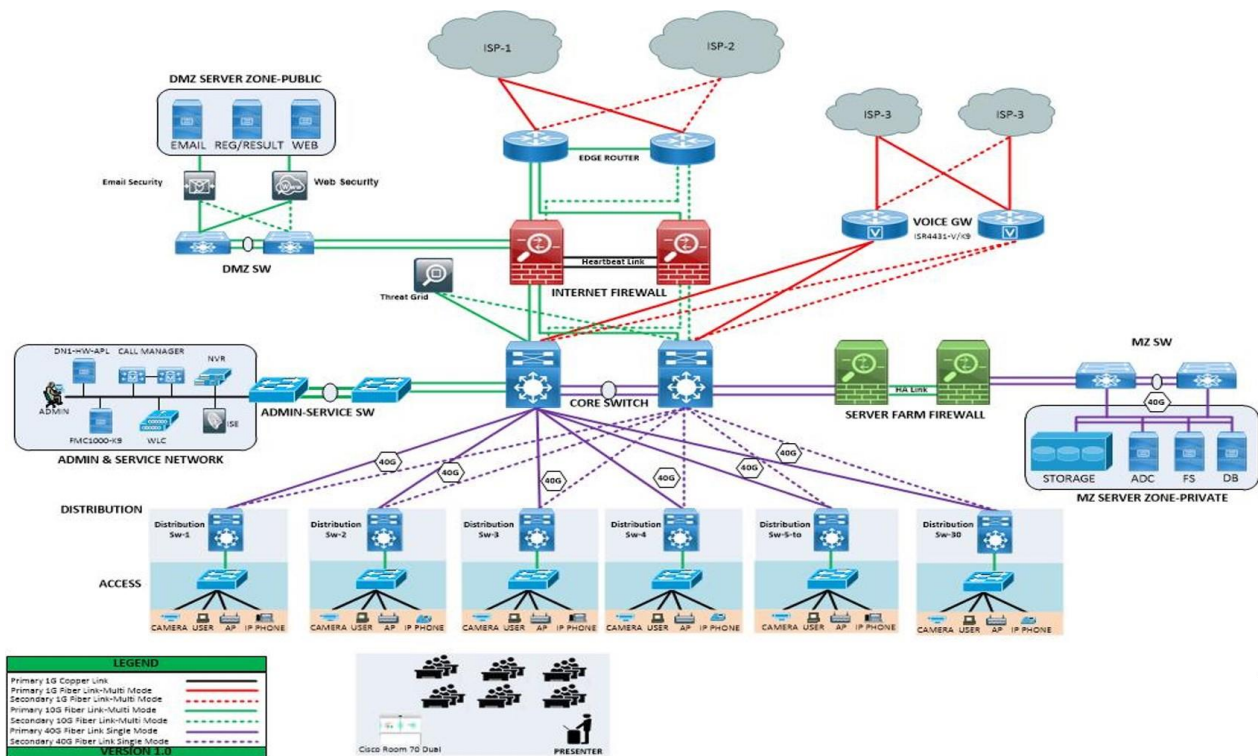 ISP-1
ISP-2
DMZ SERVER ZONE-PUBLIC
EMAIL REG/RESULT WEB
ISP-3
ISP-3
EDGE ROUTER
Email Security
Web Security
VOICE GW
ISR4431-V/K9
DMZ SW
Heartbeat Link
Threat Grid
INTERNET FIREWALL
DN1-HW-APL
CALL MANAGER
NVR
ADMIN
FMC1000-K9
WLC
ISE
ADMIN & SERVICE NETWORK
ADMIN-SERVICE SW
CORE SWITCH
HA Link
SERVER FARM FIREWALL
MZ SW
40G
STORAGE ADC FS DB
MZ SERVER ZONE-PRIVATE
40G
40G
40G
40G
40G
40G
DISTRIBUTION
Distribution
Sw-1
Distribution
Sw-2
Distribution
Sw-3
Distribution
Sw-4
Distribution
Sw-5-to
Distribution
Sw-30
ACCESS
CAMERA USER AP IP PHONE
CAMERA USER AP IP PHONE
CAMERA USER AP IP PHONE
CAMERA USER AP IP PHONE
CAMERA USER AP IP PHONE
CAMERA USER AP IP PHONE
LEGEND
Primary 1G Copper Link
Primary 1G Fiber Link-Multi Mode
Secondary 1G Fiber Link-Multi Mode
Primary 10G Fiber Link-Multi Mode
Secondary 10G Fiber Link-Multi Mode
Primary 40G Fiber Link Single Mode
Secondary 40G Fiber Link Single Mode
VERSION 1.0
Cisco Room 70 Dual
PRESENTER